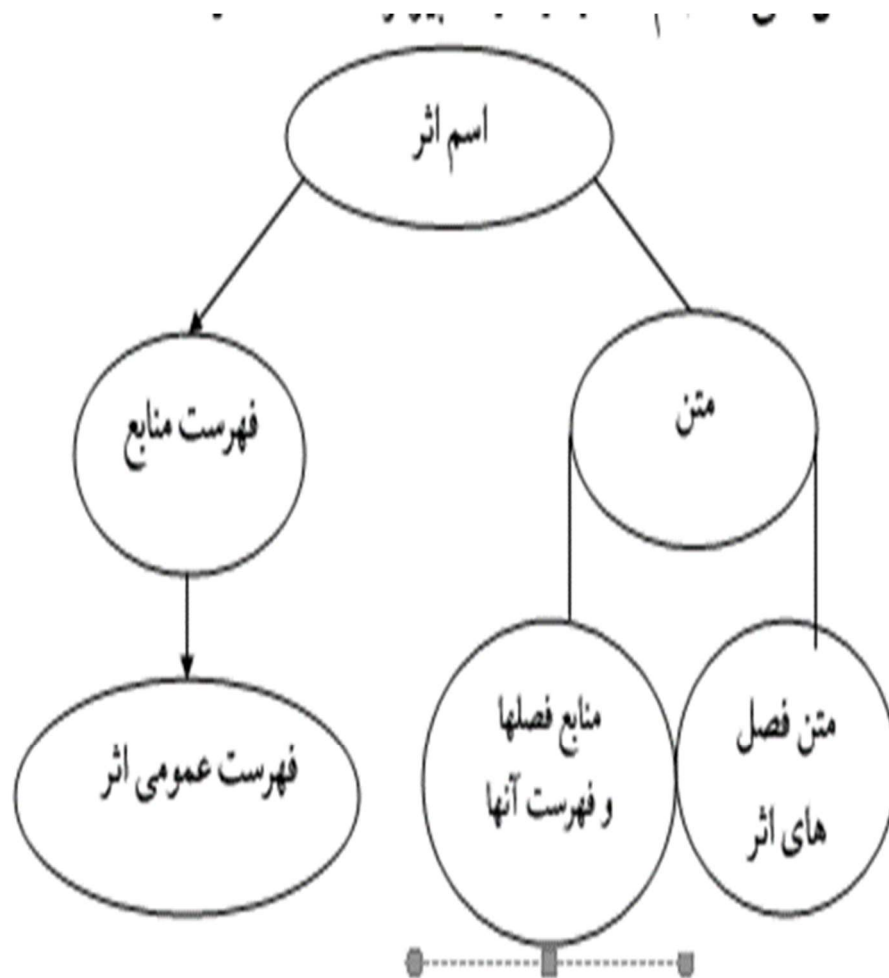 اسم اثر
متن
فهرست منابع
متن فصل
های اثر
منابع فصلها
و فهرست آنها
فهرست عمومی اثر